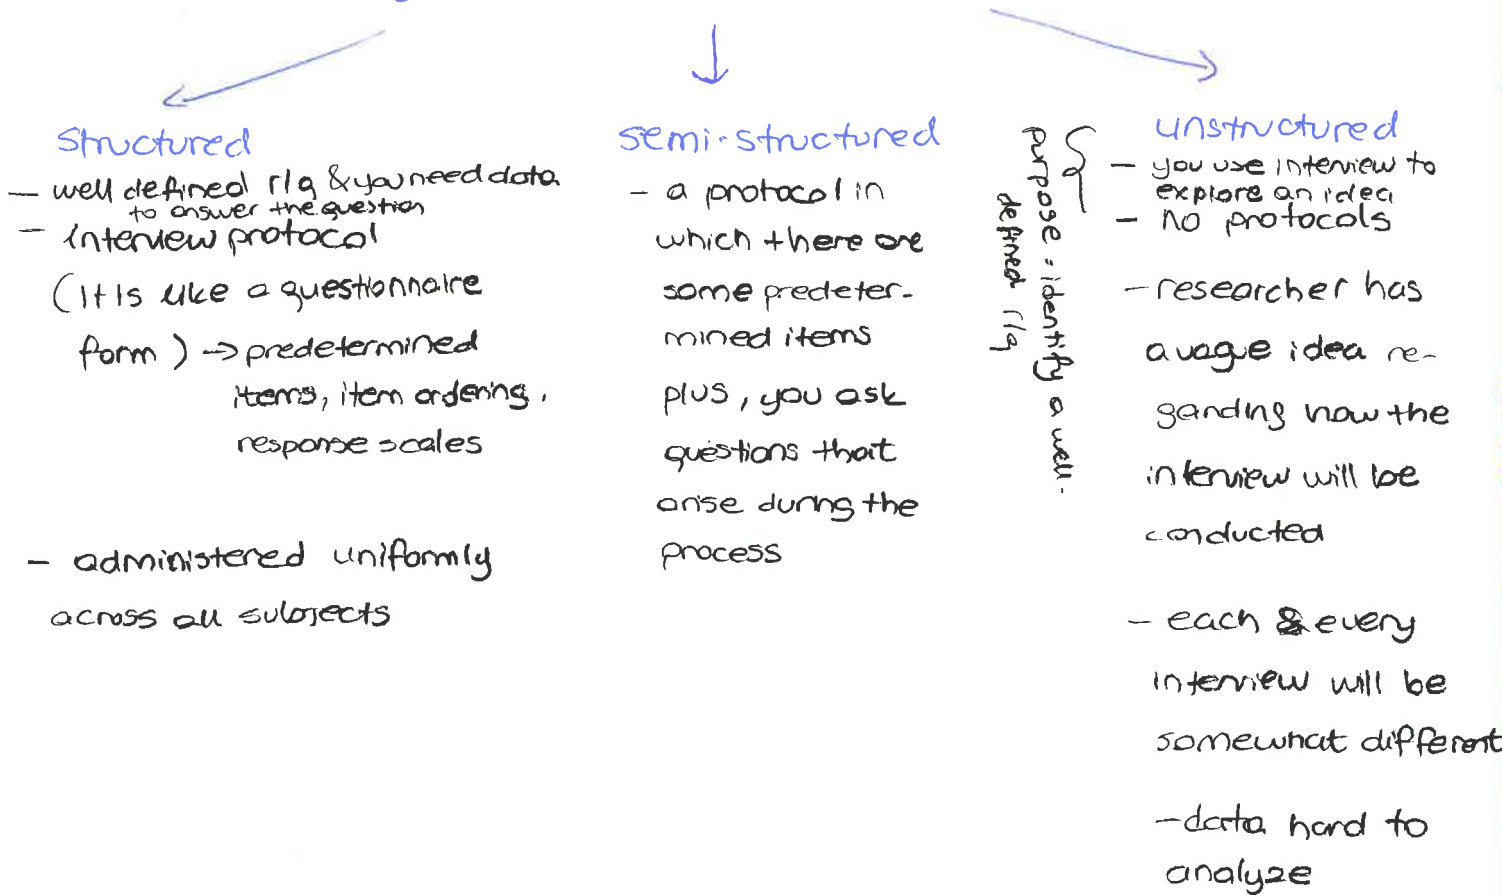 structured
- well defined r/q & you need data
to answer the question
- interview protocol
(it is like a questionnaire
form) -> predetermined
items, item ordering,
response scales
- administered uniformly
across all subjects
semi-structured
- a protocol in
which there are
some predeter-
mined items
plus, you ask
questions that
arise during the
process
purpose = identify a well-
defined r/q
unstructured
- you use interview to
explore an idea
- no protocols
- researcher has
a vague idea re-
garding how the
interview will be
conducted
- each & every
interview will be
somewhat different
- data hard to
analyze